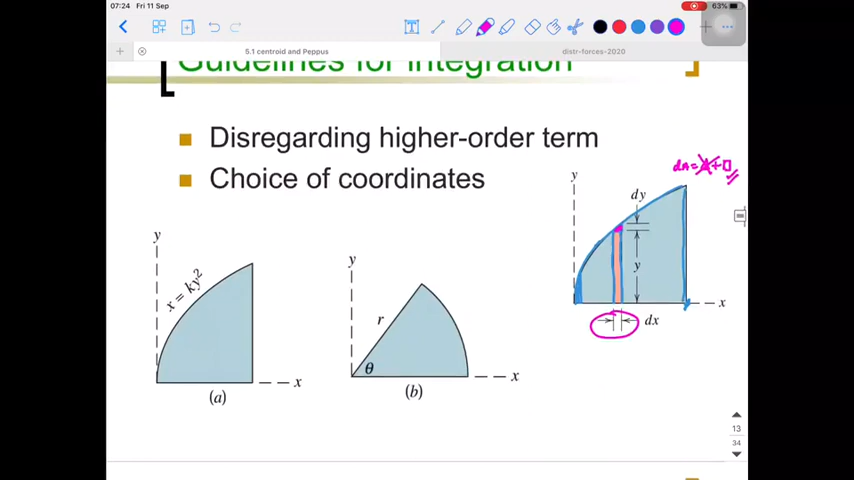 07:24 Fri 11 Sep
63%
5.1 centroid and Peppus
distr-forces-2020
Guidelines for integration
Disregarding higher-order term
Choice of coordinates
y
x = ky²
x
(a)
y
r
θ
x
(b)
dA=
y
dy
y
x
dx
13
34